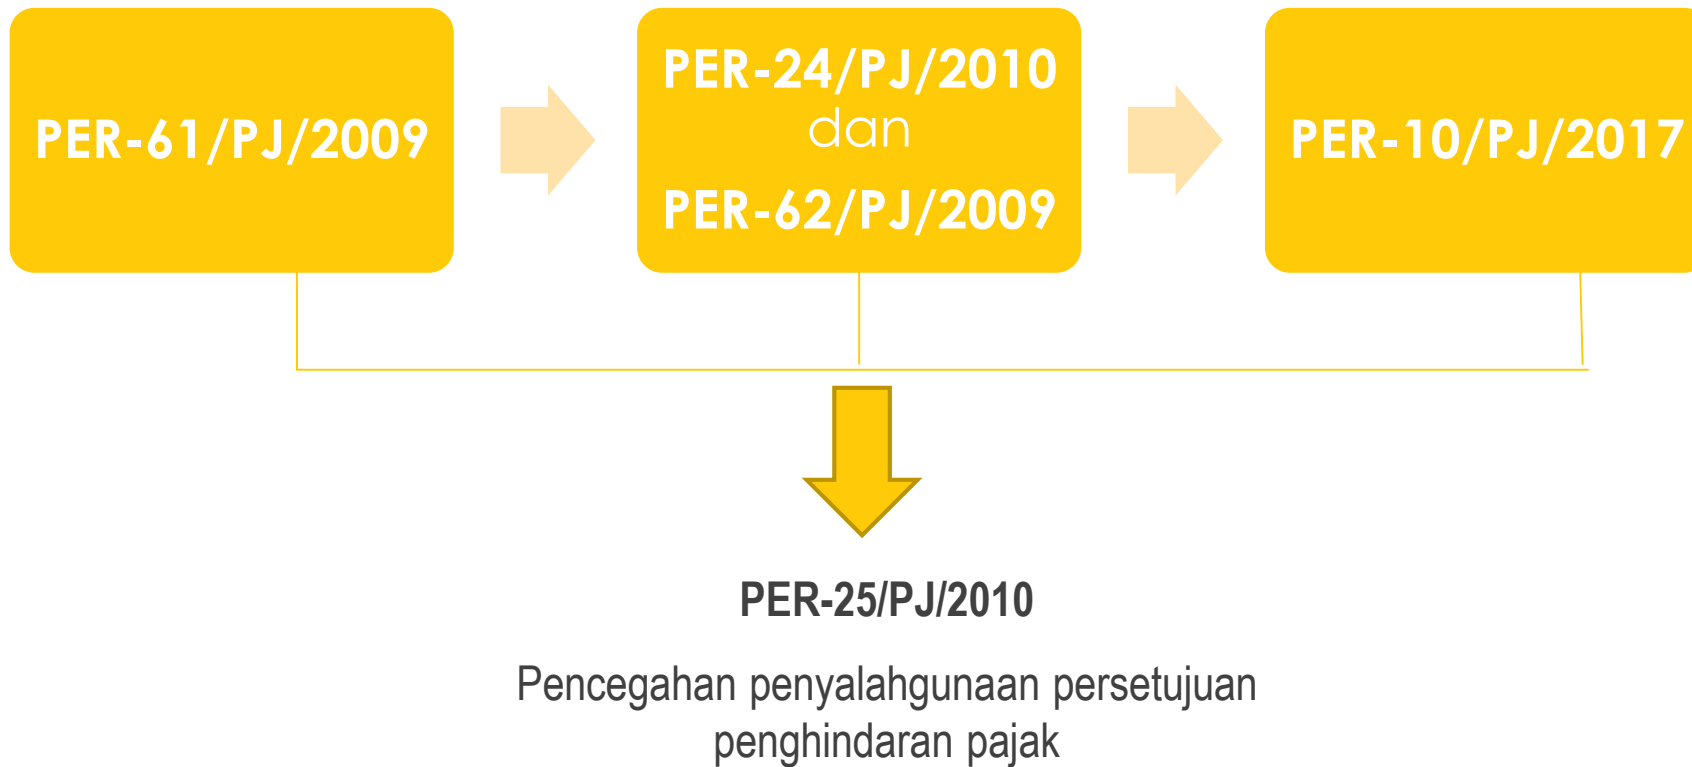 PER-61/PJ/2009
PER-24/PJ/2010
dan
PER-62/PJ/2009
PER-10/PJ/2017
PER-25/PJ/2010
Pencegahan penyalahgunaan persetujuan
penghindaran pajak